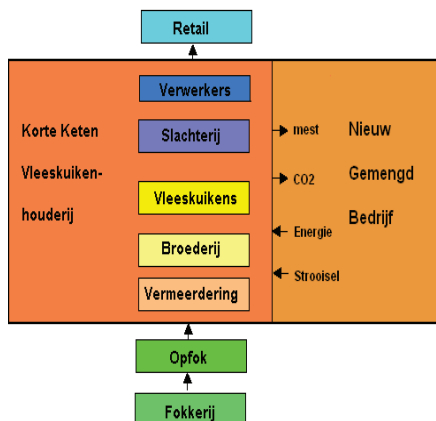 Retail
Verwerkers
Korte Keten
Vleeskuiken-
houderij
Slachterij
Vleeskuikens
Broederij
Vermeerdering
mest
CO2
Energie
Strooisel
Nieuw
Gemengd
Bedrijf
Opfok
Fokkerij